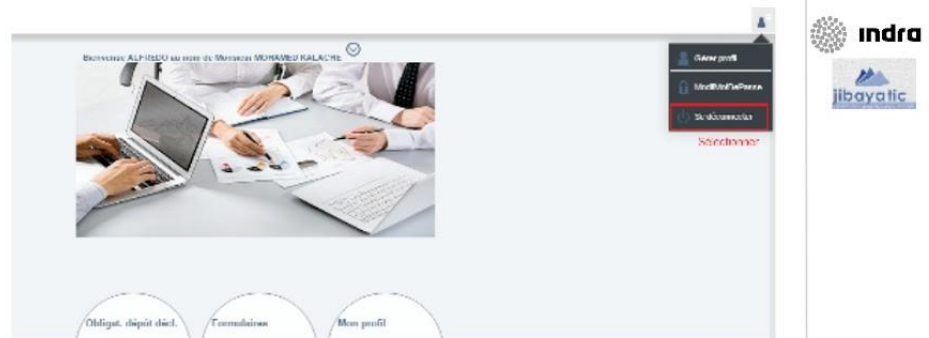 Bienvenue ALFREDO au nom de Monsieur MOHAMED KALACHE
Gérer profil
ModifMotDePasse
Se déconnecter
Sélectionner
indra
jibayatic
Obligat. dépôt décl.
Formulaires
Mon profil